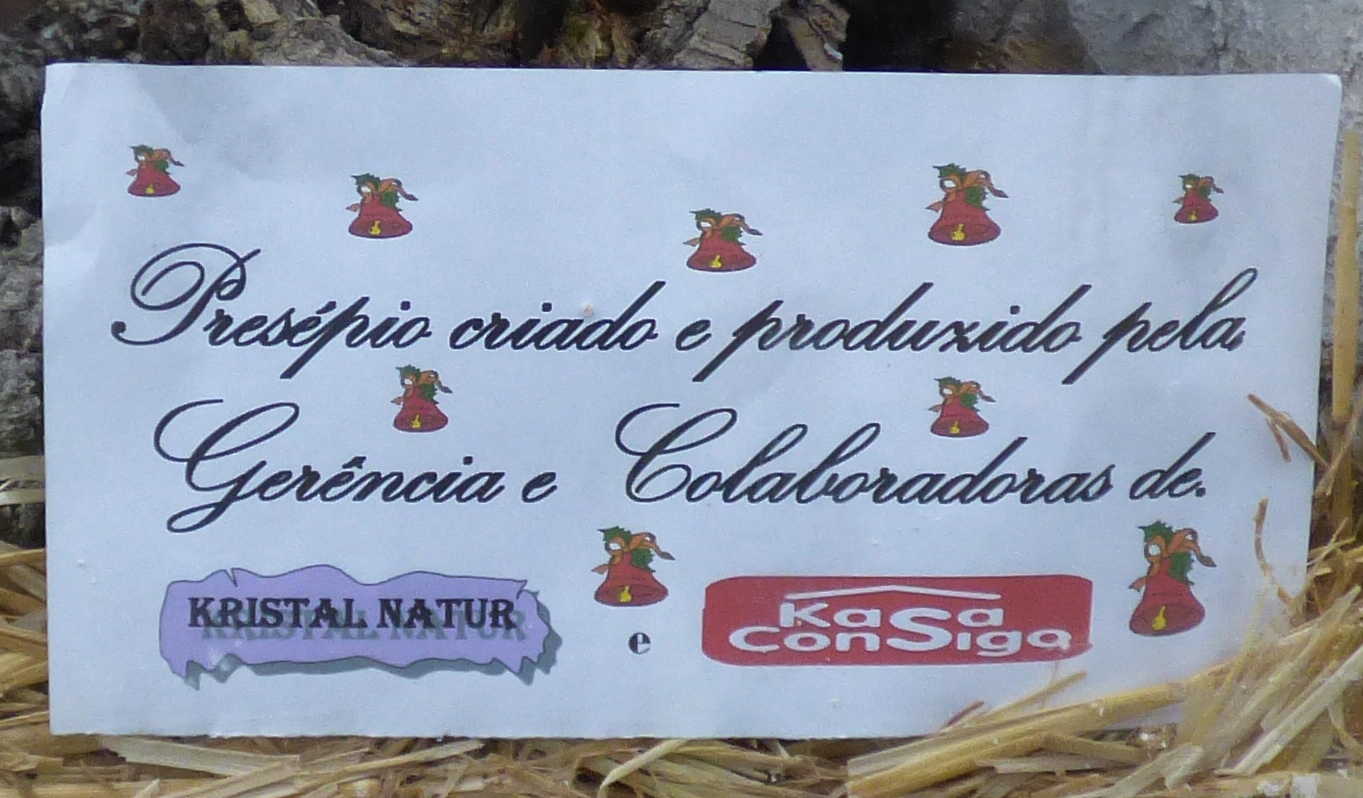 Presépio criado e produzido pela
Gerência e Colaboradoras de.
KRISTAL NATUR e KaSa
ConSiga